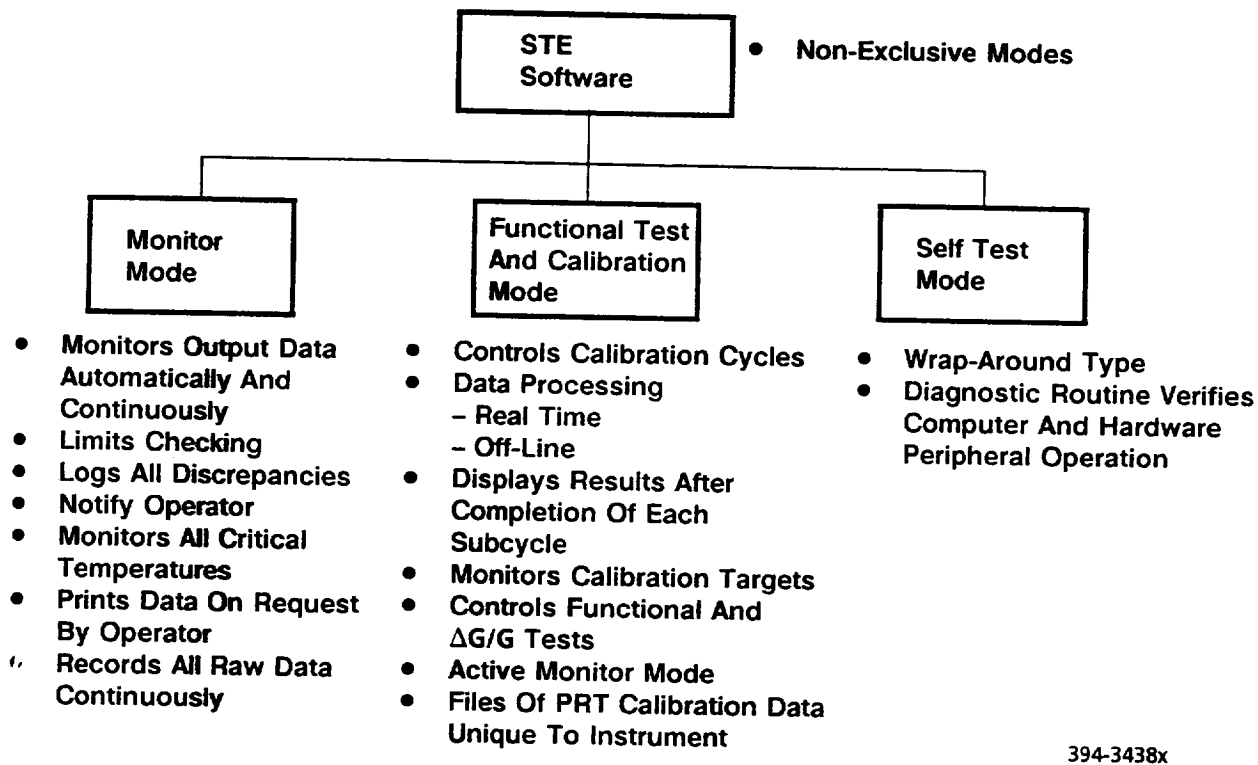 STE
Software
● Non-Exclusive Modes
Monitor
Mode
● Monitors Output Data
Automatically And
Continuously
● Limits Checking
● Logs All Discrepancies
● Notify Operator
● Monitors All Critical
Temperatures
● Prints Data On Request
By Operator
Records All Raw Data
Continuously
Functional Test
And Calibration
Mode
● Controls Calibration Cycles
● Data Processing
– Real Time
– Off-Line
● Displays Results After
Completion Of Each
Subcycle
● Monitors Calibration Targets
● Controls Functional And
ΔG/G Tests
● Active Monitor Mode
● Files Of PRT Calibration Data
Unique To Instrument
Self Test
Mode
● Wrap-Around Type
● Diagnostic Routine Verifies
Computer And Hardware
Peripheral Operation
394-3438x